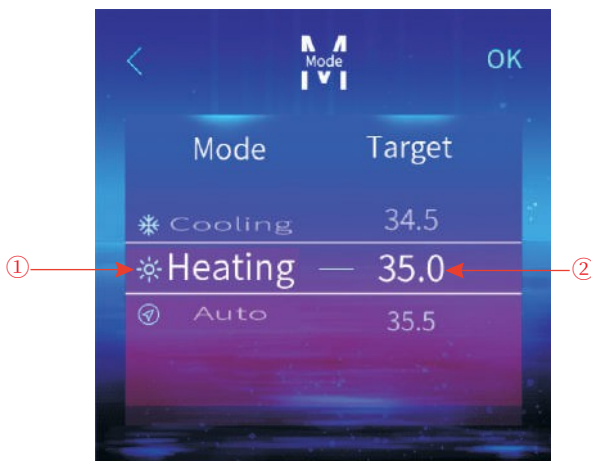 M
Mode
OK
Mode Target
Cooling 34.5
① Heating — 35.0 ②
Auto 35.5